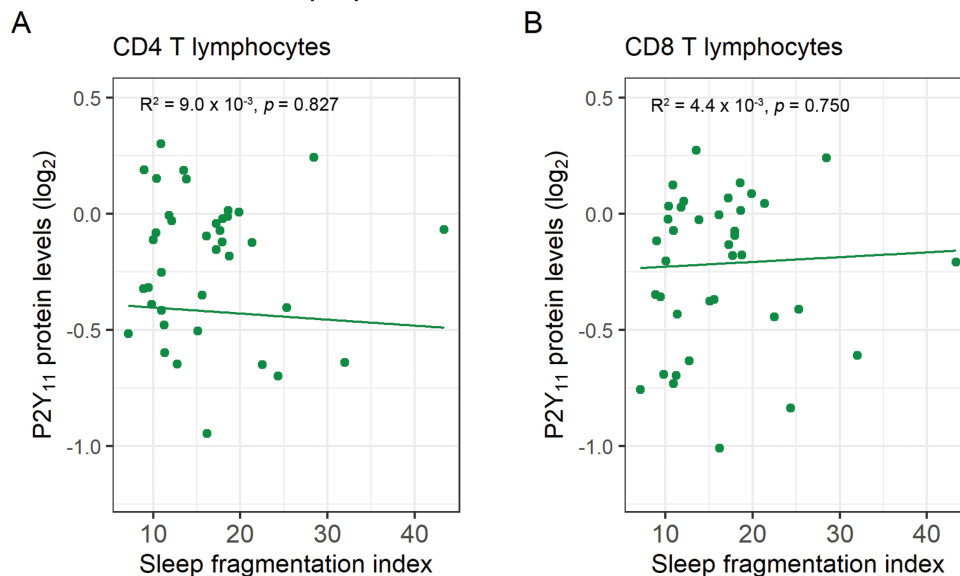 A
CD4 T lymphocytes
R² = 9.0 x 10⁻³, p = 0.827
0.5
0.0
-0.5
-1.0
P2Y₁₁ protein levels (log₂)
10 20 30 40
Sleep fragmentation index
B
CD8 T lymphocytes
R² = 4.4 x 10⁻³, p = 0.750
0.5
0.0
-0.5
-1.0
P2Y₁₁ protein levels (log₂)
10 20 30 40
Sleep fragmentation index